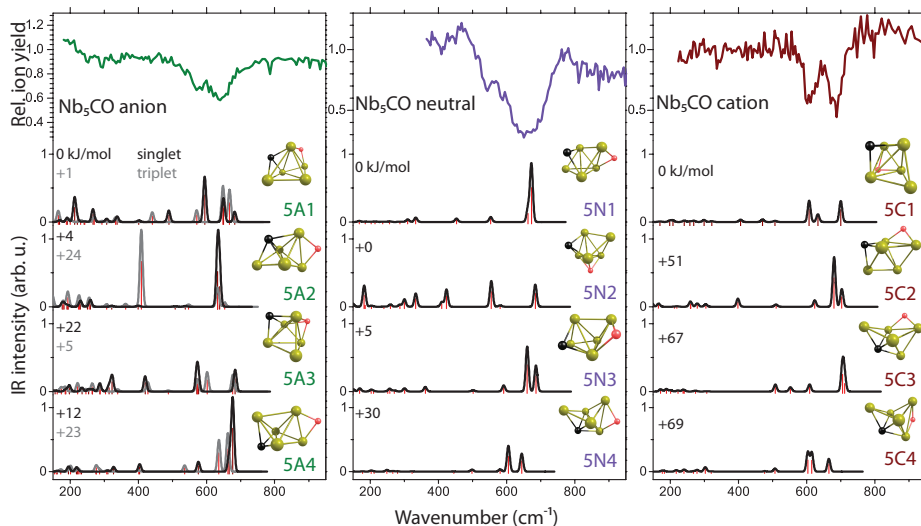 Rel. ion yield
1.2
1.0
0.8
0.6
0.4
Nb₅CO anion
1.0
0.5
Nb₅CO neutral
1.0
0.5
Nb₅CO cation
IR intensity (arb. u.)
1
0 kJ/mol
+1
singlet
triplet
5A1
0
1
+4
+24
5A2
0
1
+22
+5
5A3
0
1
+12
+23
5A4
0
200 400 600 800
1
0 kJ/mol
5N1
0
1
+0
5N2
0
1
+5
5N3
0
1
+30
5N4
0
200 400 600 800
1
0 kJ/mol
5C1
0
1
+51
5C2
0
1
+67
5C3
0
1
+69
5C4
0
200 400 600 800
Wavenumber (cm⁻¹)